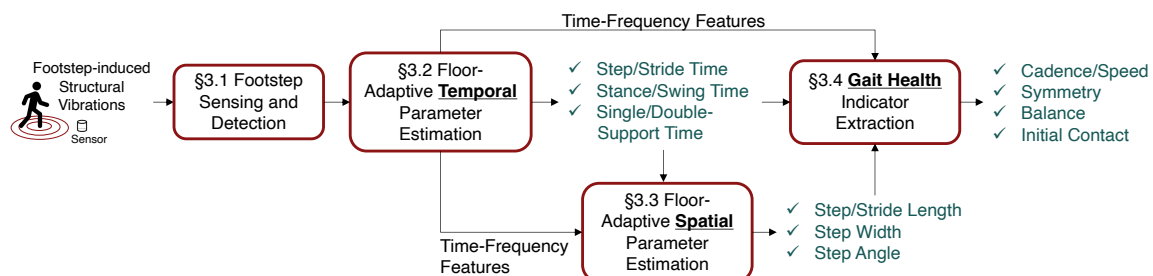 Time-Frequency Features
Footstep-induced
Structural
Vibrations
Sensor
§3.1 Footstep
Sensing and
Detection
§3.2 Floor-
Adaptive Temporal
Parameter
Estimation
✓ Step/Stride Time
✓ Stance/Swing Time
✓ Single/Double-
Support Time
§3.4 Gait Health
Indicator
Extraction
✓ Cadence/Speed
✓ Symmetry
✓ Balance
✓ Initial Contact
Time-Frequency
Features
§3.3 Floor-
Adaptive Spatial
Parameter
Estimation
✓ Step/Stride Length
✓ Step Width
✓ Step Angle